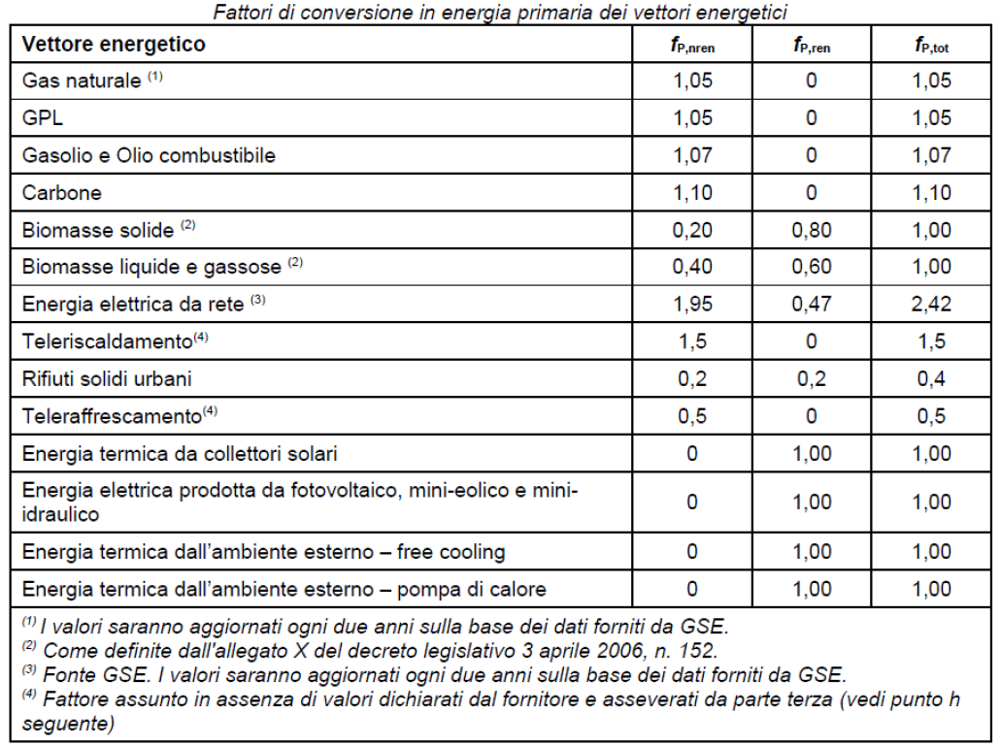 Fattori di conversione in energia primaria dei vettori energetici
Vettore energetico fP,nren fP,ren fP,tot
Gas naturale (1) 1,05 0 1,05
GPL 1,05 0 1,05
Gasolio e Olio combustibile 1,07 0 1,07
Carbone 1,10 0 1,10
Biomasse solide (2) 0,20 0,80 1,00
Biomasse liquide e gassose (2) 0,40 0,60 1,00
Energia elettrica da rete (3) 1,95 0,47 2,42
Teleriscaldamento(4) 1,5 0 1,5
Rifiuti solidi urbani 0,2 0,2 0,4
Teleraffrescamento(4) 0,5 0 0,5
Energia termica da collettori solari 0 1,00 1,00
Energia elettrica prodotta da fotovoltaico, mini-eolico e mini-
idraulico 0 1,00 1,00
Energia termica dall’ambiente esterno – free cooling 0 1,00 1,00
Energia termica dall’ambiente esterno – pompa di calore 0 1,00 1,00
(1) I valori saranno aggiornati ogni due anni sulla base dei dati forniti da GSE.
(2) Come definite dall'allegato X del decreto legislativo 3 aprile 2006, n. 152.
(3) Fonte GSE. I valori saranno aggiornati ogni due anni sulla base dei dati forniti da GSE.
(4) Fattore assunto in assenza di valori dichiarati dal fornitore e asseverati da parte terza (vedi punto h
seguente)